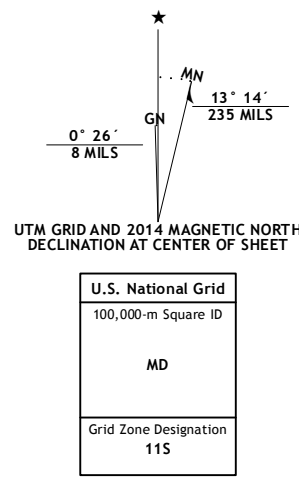 ★
MN
GN
13° 14´
235 MILS
0° 26´
8 MILS
UTM GRID AND 2014 MAGNETIC NORTH
DECLINATION AT CENTER OF SHEET
U.S. National Grid
100,000-m Square ID
MD
Grid Zone Designation
11S